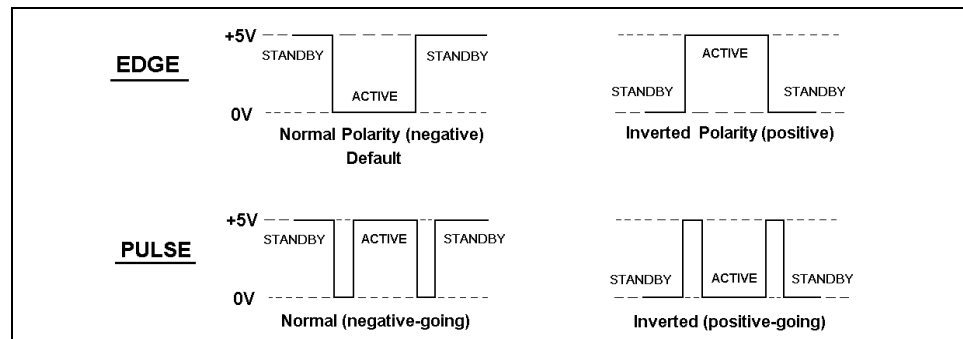 EDGE
+5V
STANDBY
STANDBY
ACTIVE
0V
Normal Polarity (negative)
Default
ACTIVE
STANDBY
STANDBY
Inverted Polarity (positive)
PULSE
+5V
STANDBY
ACTIVE
STANDBY
0V
Normal (negative-going)
STANDBY
ACTIVE
STANDBY
Inverted (positive-going)